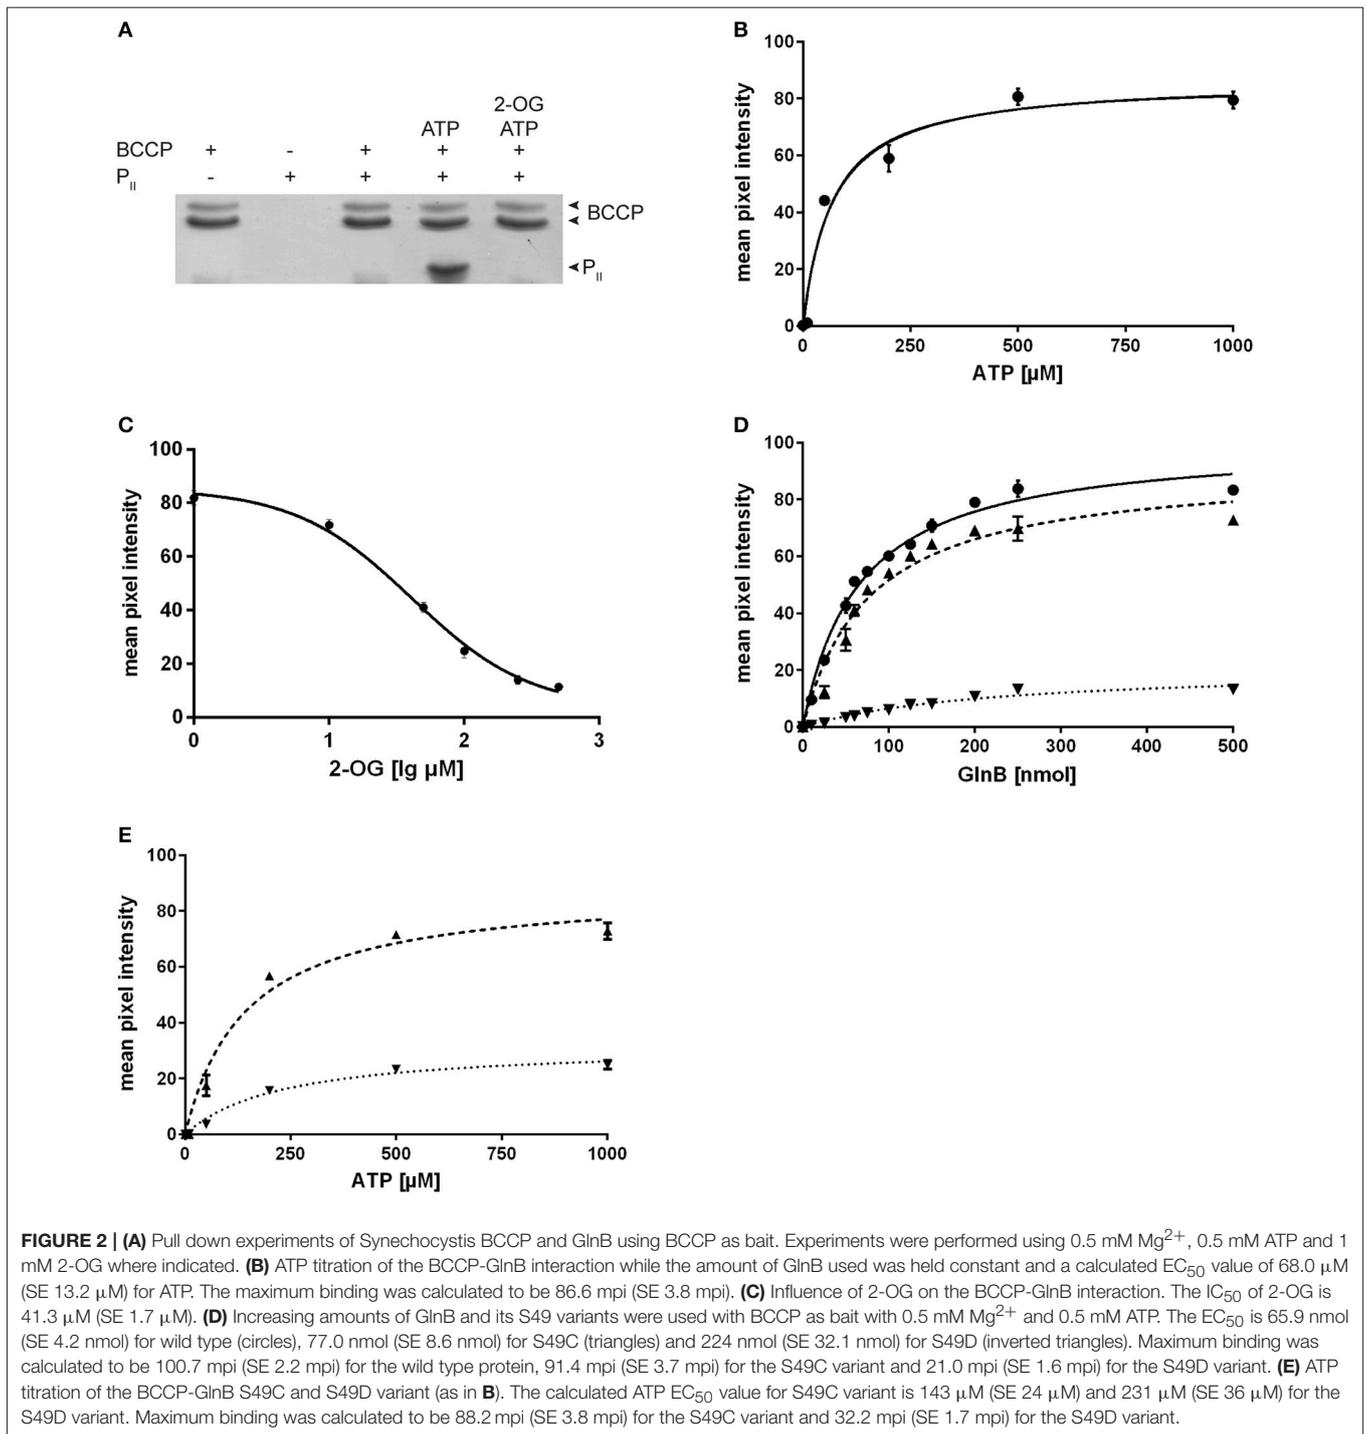 A
2-OG
ATP ATP
BCCP + - + + +
P_II - + + + +
BCCP
P_II
B
100
80
60
40
20
0
mean pixel intensity
0 250 500 750 1000
ATP [µM]
C
100
80
60
40
20
0
mean pixel intensity
0 1 2 3
2-OG [lg µM]
D
100
80
60
40
20
0
mean pixel intensity
0 100 200 300 400 500
GlnB [nmol]
E
100
80
60
40
20
0
mean pixel intensity
0 250 500 750 1000
ATP [µM]
FIGURE 2 | (A) Pull down experiments of Synechocystis BCCP and GlnB using BCCP as bait. Experiments were performed using 0.5 mM Mg2+, 0.5 mM ATP and 1
mM 2-OG where indicated. (B) ATP titration of the BCCP-GlnB interaction while the amount of GlnB used was held constant and a calculated EC50 value of 68.0 µM
(SE 13.2 µM) for ATP. The maximum binding was calculated to be 86.6 mpi (SE 3.8 mpi). (C) Influence of 2-OG on the BCCP-GlnB interaction. The IC50 of 2-OG is
41.3 µM (SE 1.7 µM). (D) Increasing amounts of GlnB and its S49 variants were used with BCCP as bait with 0.5 mM Mg2+ and 0.5 mM ATP. The EC50 is 65.9 nmol
(SE 4.2 nmol) for wild type (circles), 77.0 nmol (SE 8.6 nmol) for S49C (triangles) and 224 nmol (SE 32.1 nmol) for S49D (inverted triangles). Maximum binding was
calculated to be 100.7 mpi (SE 2.2 mpi) for the wild type protein, 91.4 mpi (SE 3.7 mpi) for the S49C variant and 21.0 mpi (SE 1.6 mpi) for the S49D variant. (E) ATP
titration of the BCCP-GlnB S49C and S49D variant (as in B). The calculated ATP EC50 value for S49C variant is 143 µM (SE 24 µM) and 231 µM (SE 36 µM) for the
S49D variant. Maximum binding was calculated to be 88.2 mpi (SE 3.8 mpi) for the S49C variant and 32.2 mpi (SE 1.7 mpi) for the S49D variant.